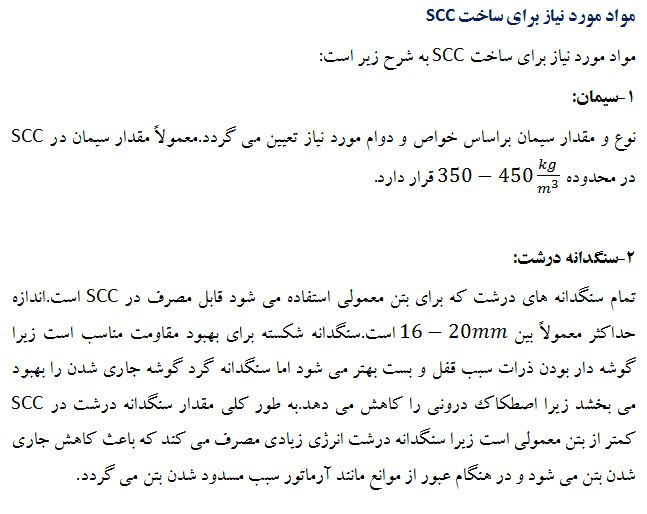 مواد مورد نیاز برای ساخت SCC
مواد مورد نیاز برای ساخت SCC به شرح زیر است:
۱-سیمان:
نوع و مقدار سیمان براساس خواص و دوام مورد نیاز تعیین می گردد.معمولاً مقدار سیمان در SCC
در محدوده 350 − 450 kg/m³ قرار دارد.
۲-سنگدانه درشت:
تمام سنگدانه های درشت که برای بتن معمولی استفاده می شود قابل مصرف در SCC است.اندازه
حداکثر معمولاً بین 16 − 20mm است.سنگدانه شکسته برای بهبود مقاومت مناسب است زیرا
گوشه دار بودن ذرات سبب قفل و بست بهتر می شود اما سنگدانه گرد گوشه جاری شدن را بهبود
می بخشد زیرا اصطکاک درونی را کاهش می دهد.به طور کلی مقدار سنگدانه درشت در SCC
کمتر از بتن معمولی است زیرا سنگدانه درشت انرژی زیادی مصرف می کند که باعث کاهش جاری
شدن بتن می شود و در هنگام عبور از موانع مانند آرماتور سبب مسدود شدن بتن می گردد.